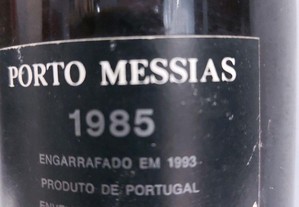 PORTO MESSIAS
1985
ENGARRAFADO EM 1993
PRODUTO DE PORTUGAL